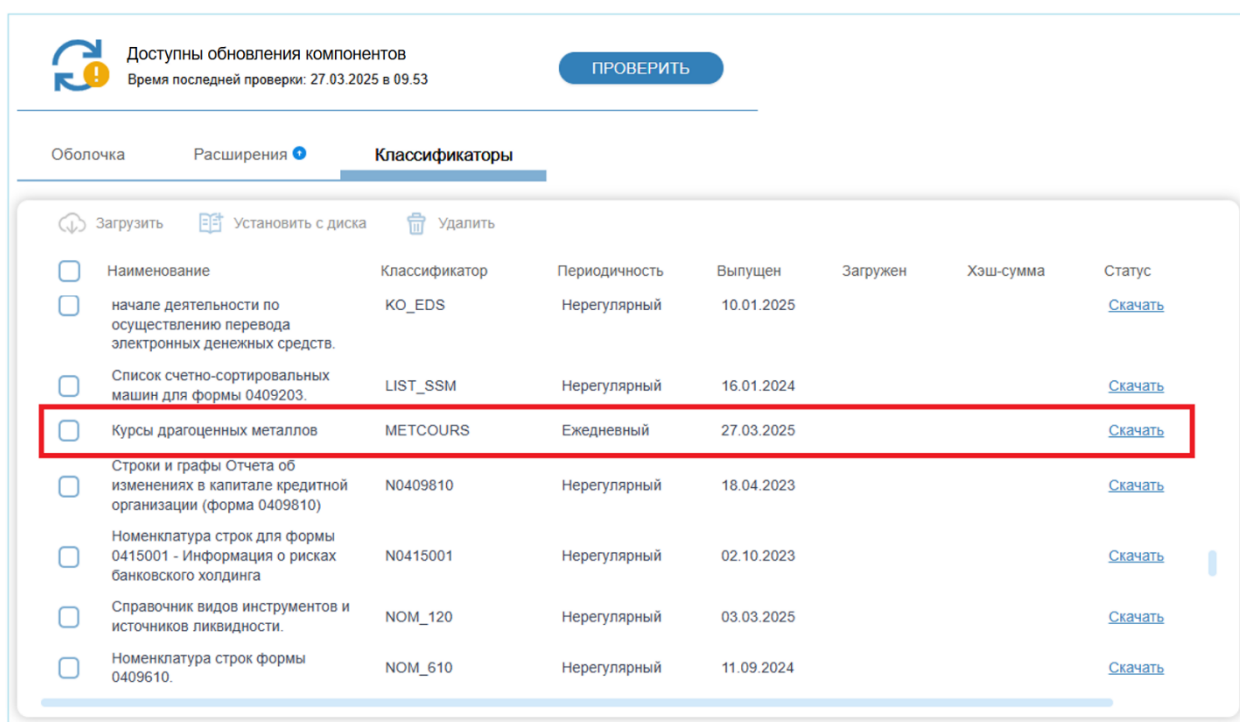 Доступны обновления компонентов
Время последней проверки: 27.03.2025 в 09.53
ПРОВЕРИТЬ
Оболочка Расширения Классификаторы
Загрузить Установить с диска Удалить
Наименование Классификатор Периодичность Выпущен Загружен Хэш-сумма Статус
начале деятельности по KO_EDS Нерегулярный 10.01.2025 Скачать
осуществлению перевода
электронных денежных средств.
Список счетно-сортировальных
машин для формы 0409203. LIST_SSM Нерегулярный 16.01.2024 Скачать
Курсы драгоценных металлов METCOURS Ежедневный 27.03.2025 Скачать
Строки и графы Отчета об
изменениях в капитале кредитной N0409810 Нерегулярный 18.04.2023 Скачать
организации (форма 0409810)
Номенклатура строк для формы
0415001 - Информация о рисках N0415001 Нерегулярный 02.10.2023 Скачать
банковского холдинга
Справочник видов инструментов и
источников ликвидности. NOM_120 Нерегулярный 03.03.2025 Скачать
Номенклатура строк формы
0409610. NOM_610 Нерегулярный 11.09.2024 Скачать